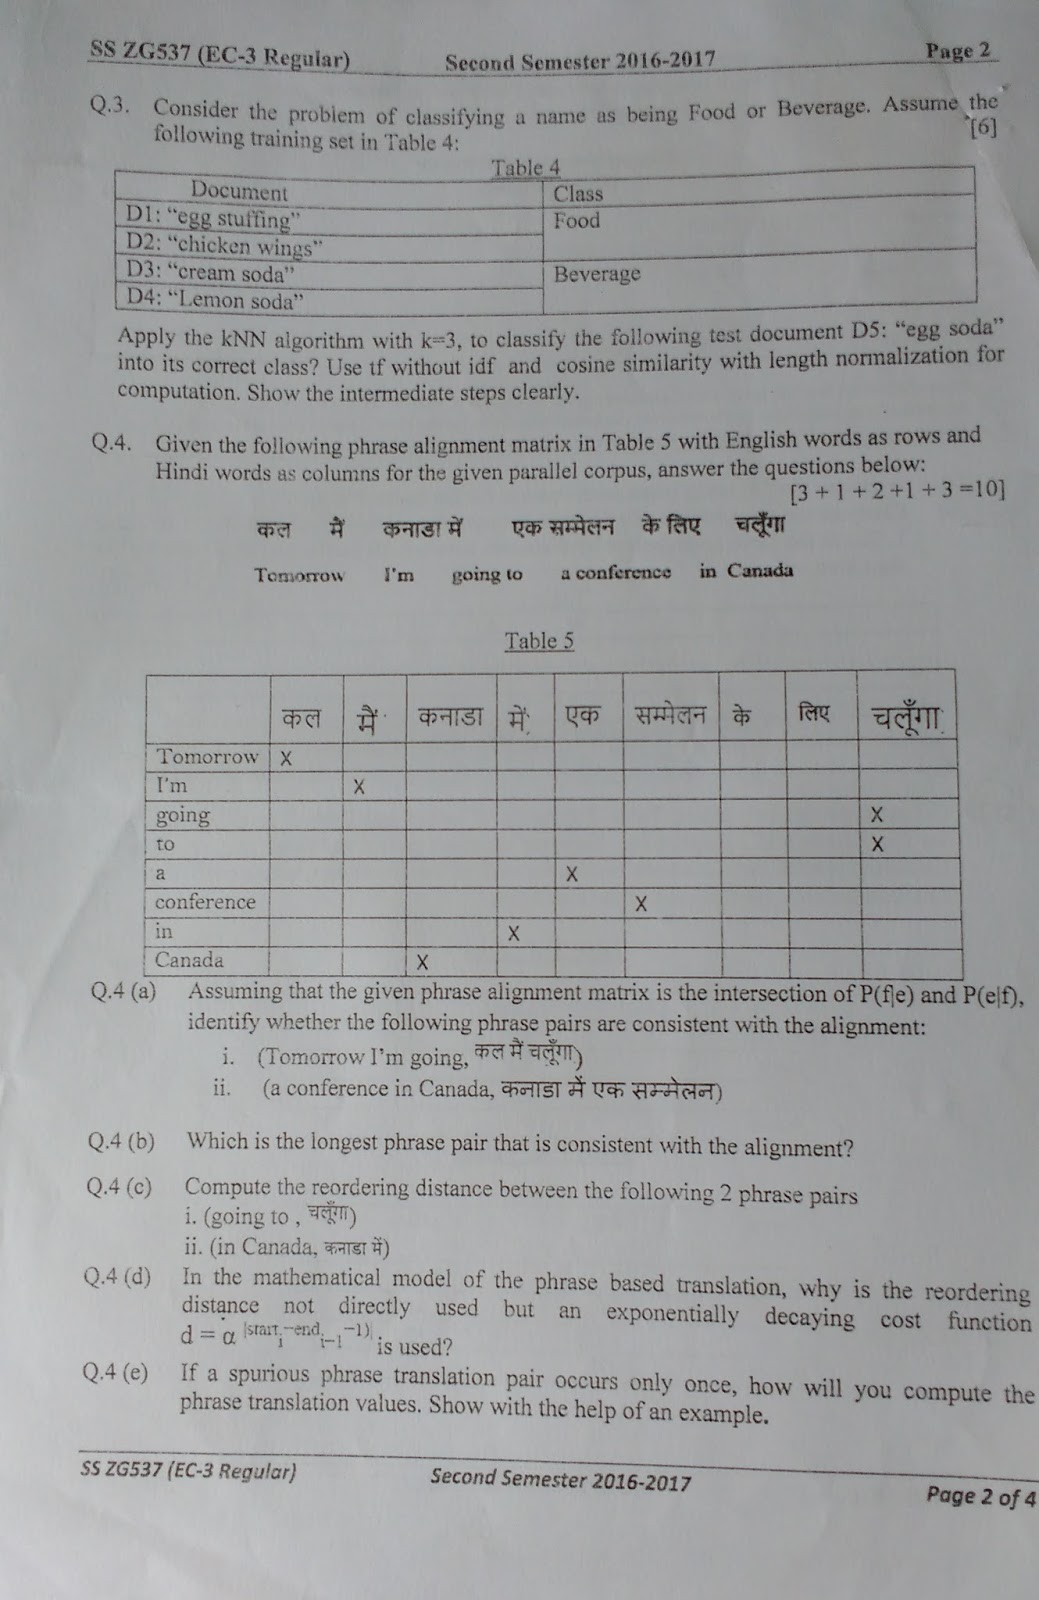 SS ZG537 (EC-3 Regular) Second Semester 2016-2017 Page 2
Q.3. Consider the problem of classifying a name as being Food or Beverage. Assume the
following training set in Table 4: [6]
Table 4
Document Class
D1: “egg stuffing” Food
D2: “chicken wings”
D3: “cream soda” Beverage
D4: “Lemon soda”
Apply the kNN algorithm with k=3, to classify the following test document D5: “egg soda”
into its correct class? Use tf without idf and cosine similarity with length normalization for
computation. Show the intermediate steps clearly.
Q.4. Given the following phrase alignment matrix in Table 5 with English words as rows and
Hindi words as columns for the given parallel corpus, answer the questions below:
[3 + 1 + 2 +1 + 3 =10]
कल मैं कनाडा में एक सम्मेलन के लिए चलूँगा
Tomorrow I'm going to a conference in Canada
Table 5
कल मैं कनाडा में एक सम्मेलन के लिए चलूँगा
Tomorrow X
I'm X
going X
to X
a X
conference X
in X
Canada X
Q.4 (a) Assuming that the given phrase alignment matrix is the intersection of P(f|e) and P(e|f),
identify whether the following phrase pairs are consistent with the alignment:
i. (Tomorrow I'm going, कल मैं चलूँगा)
ii. (a conference in Canada, कनाडा में एक सम्मेलन)
Q.4 (b) Which is the longest phrase pair that is consistent with the alignment?
Q.4 (c) Compute the reordering distance between the following 2 phrase pairs
i. (going to , चलूँगा)
ii. (in Canada, कनाडा में)
Q.4 (d) In the mathematical model of the phrase based translation, why is the reordering
distance not directly used but an exponentially decaying cost function
d = α |start i −end i−1 −1)| is used?
Q.4 (e) If a spurious phrase translation pair occurs only once, how will you compute the
phrase translation values. Show with the help of an example.
SS ZG537 (EC-3 Regular) Second Semester 2016-2017 Page 2 of 4